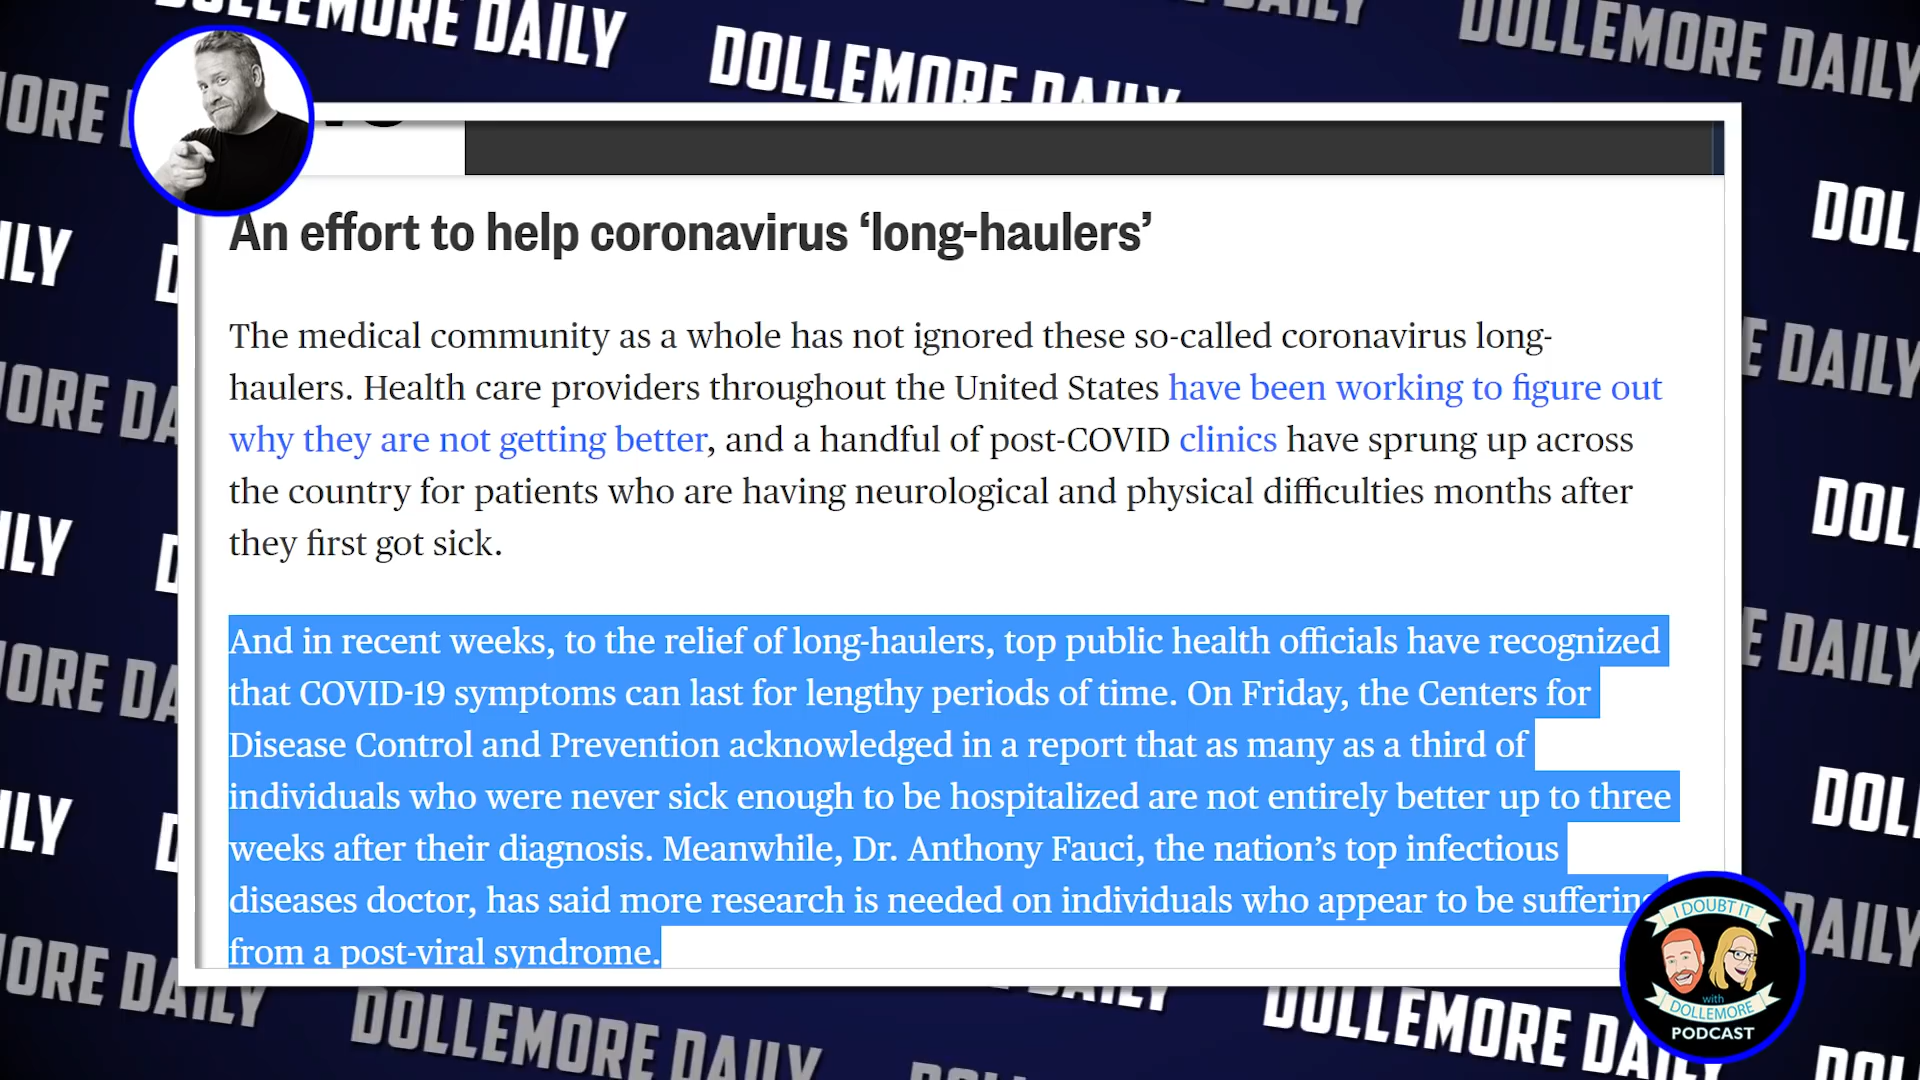 DOLLEMORE DAILY
DOLLEMORE DAILY
DOLLEMORE DAILY
An effort to help coronavirus ‘long-haulers’
The medical community as a whole has not ignored these so-called coronavirus long-
haulers. Health care providers throughout the United States have been working to figure out
why they are not getting better, and a handful of post-COVID clinics have sprung up across
the country for patients who are having neurological and physical difficulties months after
they first got sick.
And in recent weeks, to the relief of long-haulers, top public health officials have recognized
that COVID-19 symptoms can last for lengthy periods of time. On Friday, the Centers for
Disease Control and Prevention acknowledged in a report that as many as a third of
individuals who were never sick enough to be hospitalized are not entirely better up to three
weeks after their diagnosis. Meanwhile, Dr. Anthony Fauci, the nation’s top infectious
diseases doctor, has said more research is needed on individuals who appear to be suffering
from a post-viral syndrome.
I DOUBT IT
with
DOLLEMORE
PODCAST
DOLLEMORE DAILY
DOLLEMORE DAILY